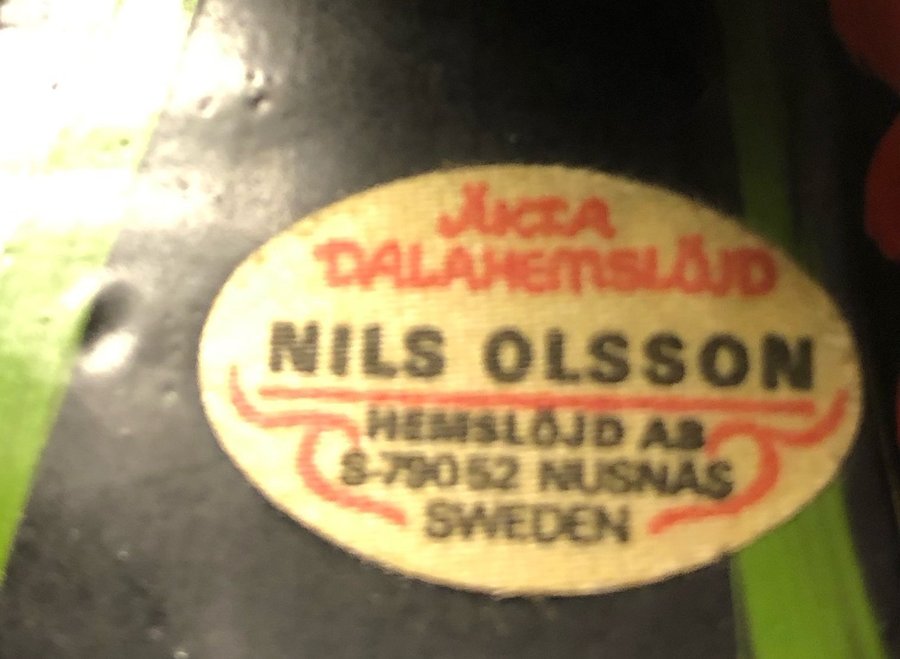 ÄKTA
DALAHEMSLÖJD
NILS OLSSON
HEMSLÖJD AB
S-790 52 NUSNÄS
SWEDEN